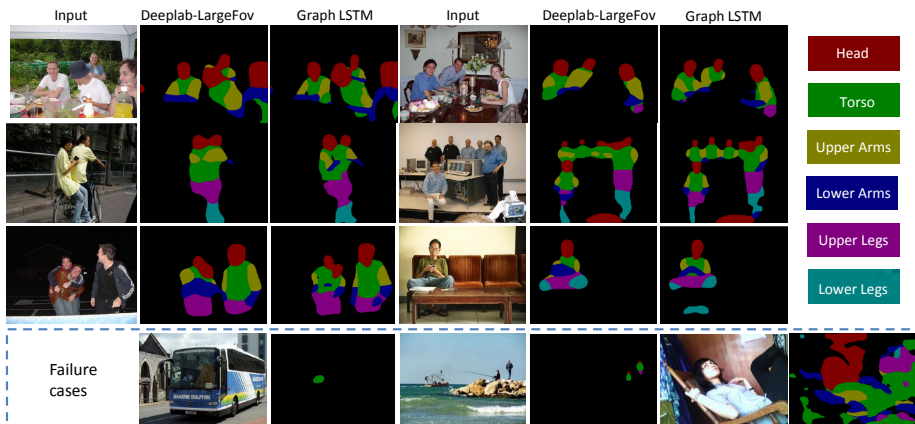 Input Deeplab-LargeFov Graph LSTM Input Deeplab-LargeFov Graph LSTM
Head
Torso
Upper Arms
Lower Arms
Upper Legs
Lower Legs
Failure
cases
BAKERS DOLPHIN